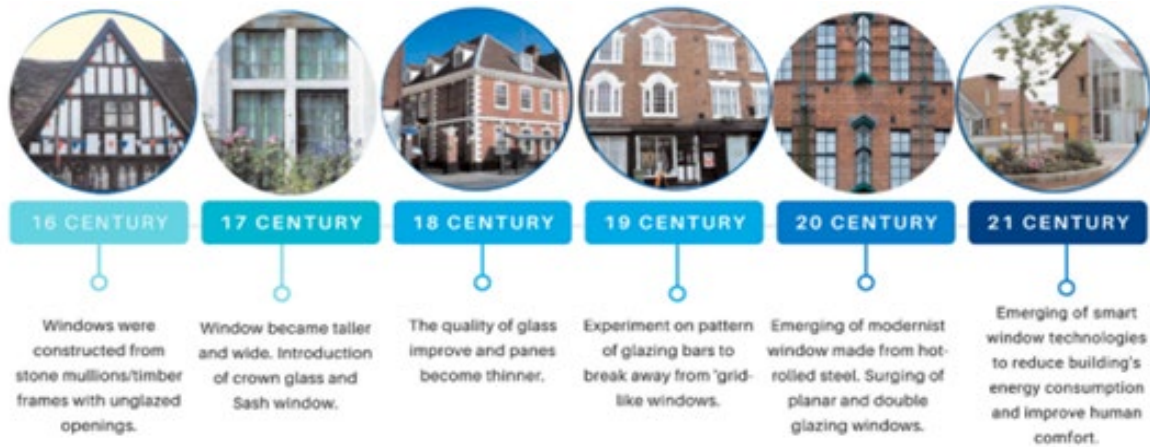 16 CENTURY
17 CENTURY
18 CENTURY
19 CENTURY
20 CENTURY
21 CENTURY
Windows were
constructed from
stone mullions/timber
frames with unglazed
openings.
Window became taller
and wide. Introduction
of crown glass and
Sash window.
The quality of glass
improve and panes
become thinner.
Experiment on pattern
of glazing bars to
break away from 'grid-
like windows.
Emerging of modernist
window made from hot-
rolled steel. Surging of
planar and double
glazing windows.
Emerging of smart
window technologies
to reduce building's
energy consumption
and improve human
comfort.